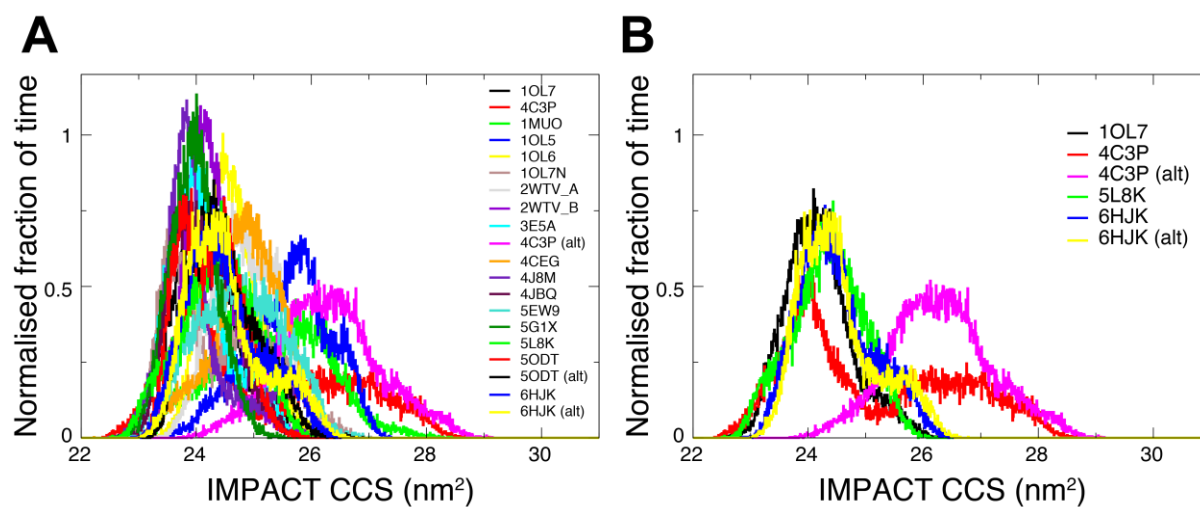 A
Normalised fraction of time
1
0.5
0
22 24 26 28 30
IMPACT CCS (nm²)
1OL7
4C3P
1MUO
1OL5
1OL6
1OL7N
2WTV_A
2WTV_B
3E5A
4C3P (alt)
4CEG
4J8M
4JBQ
5EW9
5G1X
5L8K
5ODT
5ODT (alt)
6HJK
6HJK (alt)
B
Normalised fraction of time
1
0.5
0
22 24 26 28 30
IMPACT CCS (nm²)
1OL7
4C3P
4C3P (alt)
5L8K
6HJK
6HJK (alt)